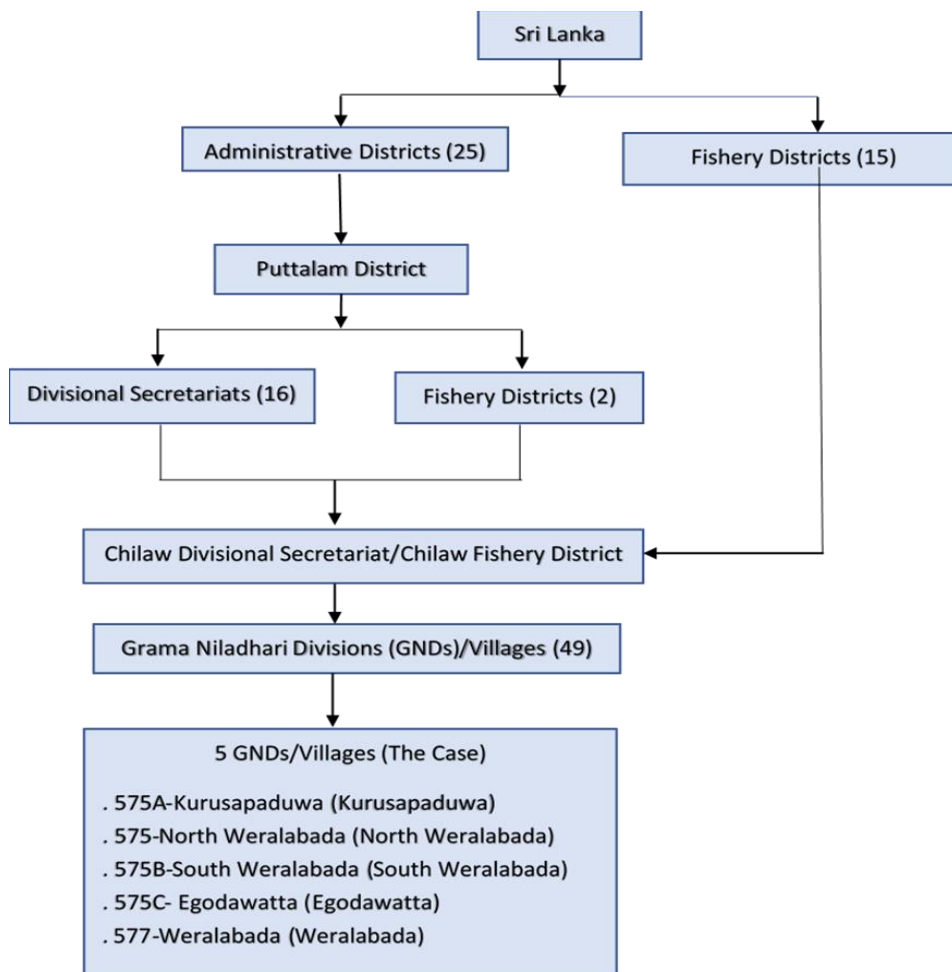 Sri Lanka
Administrative Districts (25)
Fishery Districts (15)
Puttalam District
Divisional Secretariats (16)
Fishery Districts (2)
Chilaw Divisional Secretariat/Chilaw Fishery District
Grama Niladhari Divisions (GNDs)/Villages (49)
5 GNDs/Villages (The Case)
. 575A-Kurusapaduwa (Kurusapaduwa)
. 575-North Weralabada (North Weralabada)
. 575B-South Weralabada (South Weralabada)
. 575C- Egodawatta (Egodawatta)
. 577-Weralabada (Weralabada)